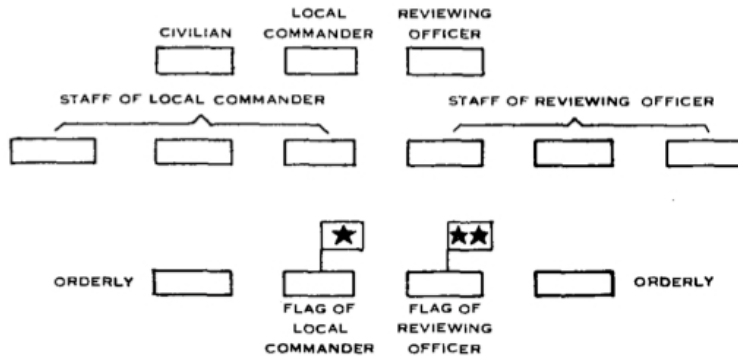 CIVILIAN
LOCAL
COMMANDER
REVIEWING
OFFICER
STAFF OF LOCAL COMMANDER
STAFF OF REVIEWING OFFICER
ORDERLY
ORDERLY
FLAG OF
LOCAL
COMMANDER
FLAG OF
REVIEWING
OFFICER